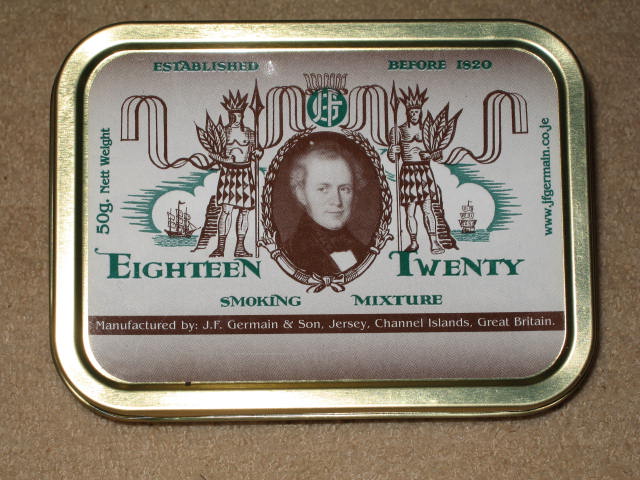 ESTABLISHED BEFORE 1820
50g. Nett Weight
www.jfgermain.co.je
EIGHTEEN TWENTY
SMOKING MIXTURE
Manufactured by: J.F. Germain & Son, Jersey, Channel Islands, Great Britain.